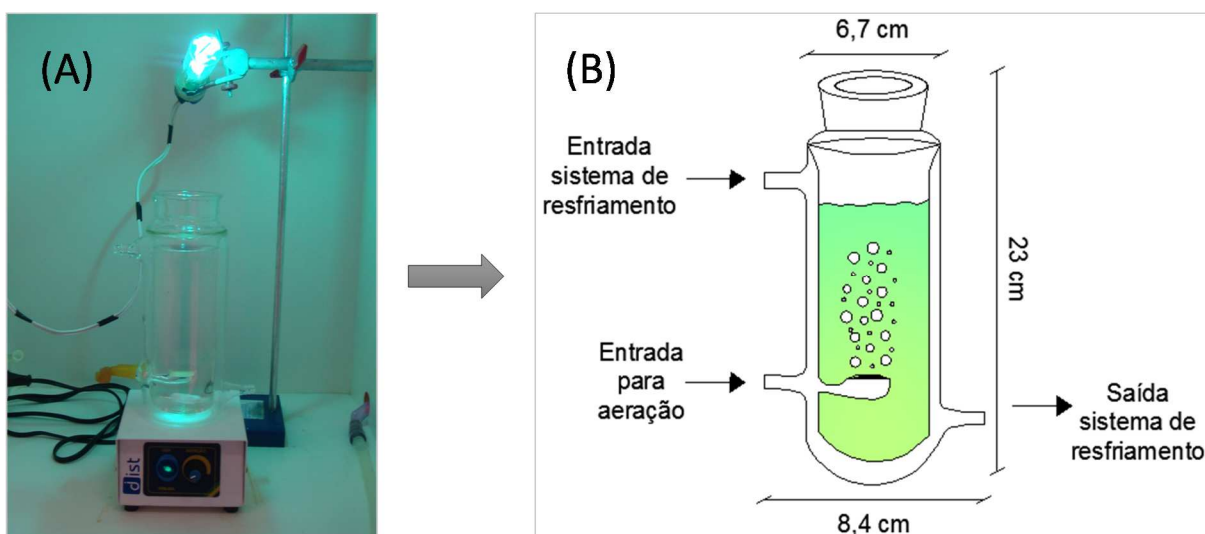 (A)
dist
(B)
6,7 cm
Entrada
sistema de
resfriamento
23 cm
Entrada
para
aeração
Saída
sistema de
resfriamento
8,4 cm